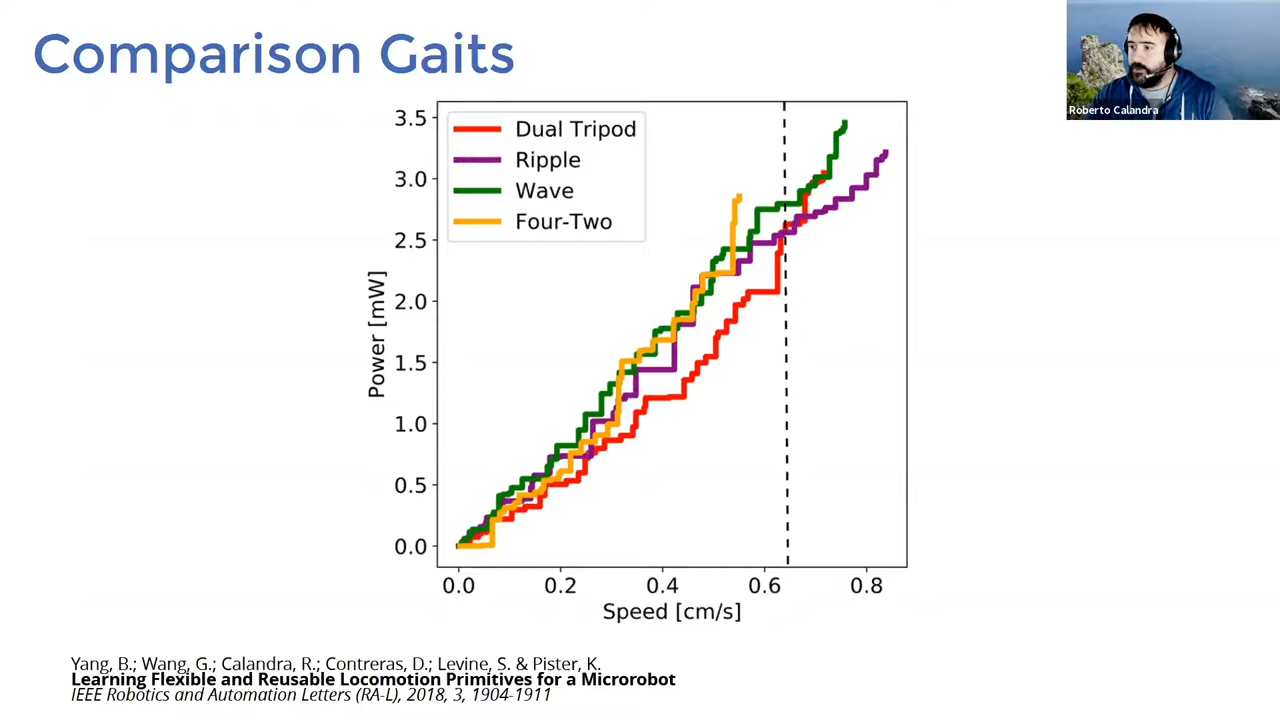 Comparison Gaits
Roberto Calandra
Dual Tripod
Ripple
Wave
Four-Two
3.5
3.0
2.5
2.0
1.5
1.0
0.5
0.0
Power [mW]
0.0 0.2 0.4 0.6 0.8
Speed [cm/s]
Yang, B.; Wang, G.; Calandra, R.; Contreras, D.; Levine, S. & Pister, K.
Learning Flexible and Reusable Locomotion Primitives for a Microrobot
IEEE Robotics and Automation Letters (RA-L), 2018, 3, 1904-1911